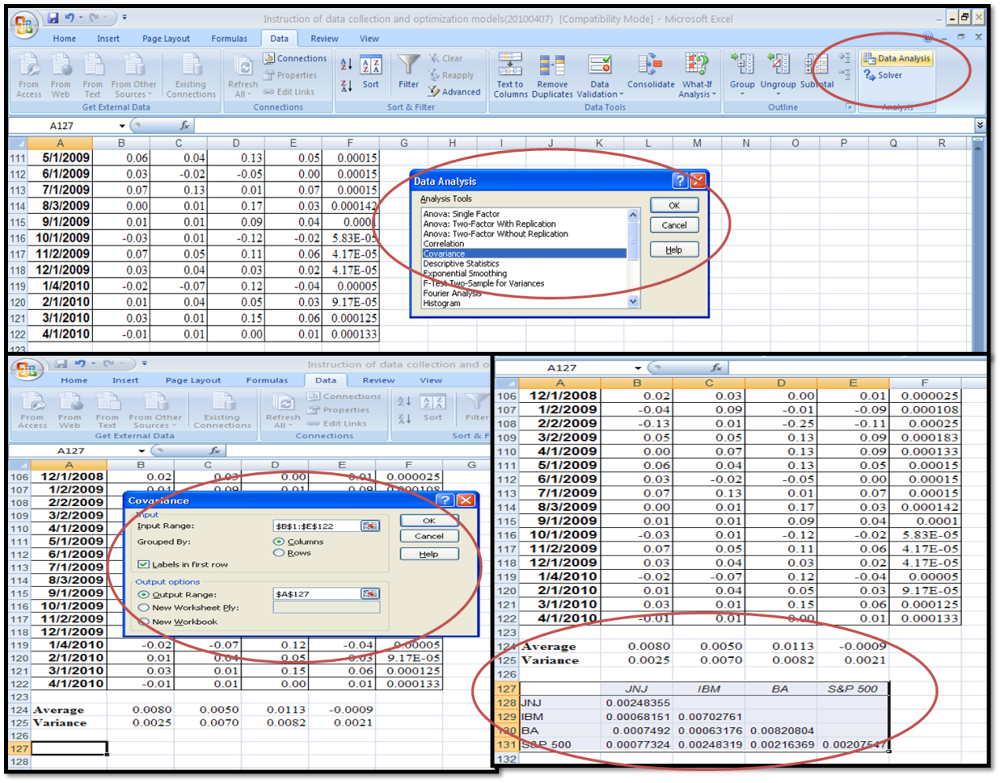 Instruction of data collection and optimization models(20100407) [Compatibility Mode] - Microsoft Excel
Home Insert Page Layout Formulas Data Review View
From Access From Web From Text From Other Sources Existing Connections Refresh All Connections Properties Edit Links Sort Filter Clear Reapply Advanced Text to Columns Remove Duplicates Data Validation Consolidate What-If Analysis Group Ungroup Subtotal Data Analysis Solver
Get External Data Connections Sort & Filter Data Tools Outline Analysis
A127 fx
A B C D E F G H I J K L M N O P Q R
111 5/1/2009 0.06 0.04 0.13 0.05 0.00015
112 6/1/2009 0.03 -0.02 -0.05 0.00 0.00015
113 7/1/2009 0.07 0.13 0.01 0.07 0.00015
114 8/3/2009 0.00 0.01 0.17 0.03 0.000142
115 9/1/2009 0.01 0.01 0.09 0.04 0.0001
116 10/1/2009 -0.03 0.01 -0.12 -0.02 5.83E-05
117 11/2/2009 0.07 0.05 0.11 0.06 4.17E-05
118 12/1/2009 0.03 0.04 0.03 0.02 4.17E-05
119 1/4/2010 -0.02 -0.07 0.12 -0.04 0.00005
120 2/1/2010 0.01 0.04 0.05 0.03 9.17E-05
121 3/1/2010 0.03 0.01 0.15 0.06 0.000125
122 4/1/2010 -0.01 0.01 0.00 0.01 0.000133
123
Data Analysis
Analysis Tools
Anova: Single Factor
Anova: Two-Factor With Replication
Anova: Two-Factor Without Replication
Correlation
Covariance
Descriptive Statistics
Exponential Smoothing
F-Test Two-Sample for Variances
Fourier Analysis
Histogram
OK
Cancel
Help
Instruction of data collection and o
Home Insert Page Layout Formulas Data Review View
From Access From Web From Text From Other Sources Existing Connections Refresh All Connections Properties Edit Links Sort Filter
Get External Data Connections Sort & F
A127 fx
A B C D E F G
106 12/1/2008 0.02 0.03 0.00 0.01 0.000025
107 1/2/2009 -0.04 0.09 -0.01 -0.09 0.000108
108 2/2/2009
109 3/2/2009
110 4/1/2009
111 5/1/2009
112 6/1/2009
113 7/1/2009
114 8/3/2009
115 9/1/2009
116 10/1/2009
117 11/2/2009
118 12/1/2009
119 1/4/2010 -0.02 -0.07 0.12 -0.04 0.00005
120 2/1/2010 0.01 0.04 0.05 0.03 9.17E-05
121 3/1/2010 0.03 0.01 0.15 0.06 0.000125
122 4/1/2010 -0.01 0.01 0.00 0.01 0.000133
123
124 Average 0.0080 0.0050 0.0113 -0.0009
125 Variance 0.0025 0.0070 0.0082 0.0021
126
127
128
Covariance
Input
Input Range: $B$1:$E$122
Grouped By: Columns
Rows
Labels in first row
Output options
Output Range: $A$127
New Worksheet Ply:
New Workbook
OK
Cancel
Help
A127 fx
A B C D E F
106 12/1/2008 0.02 0.03 0.00 0.01 0.000025
107 1/2/2009 -0.04 0.09 -0.01 -0.09 0.000108
108 2/2/2009 -0.13 0.01 -0.25 -0.11 0.00025
109 3/2/2009 0.05 0.05 0.13 0.09 0.000183
110 4/1/2009 0.00 0.07 0.13 0.09 0.000133
111 5/1/2009 0.06 0.04 0.13 0.05 0.00015
112 6/1/2009 0.03 -0.02 -0.05 0.00 0.00015
113 7/1/2009 0.07 0.13 0.01 0.07 0.00015
114 8/3/2009 0.00 0.01 0.17 0.03 0.000142
115 9/1/2009 0.01 0.01 0.09 0.04 0.0001
116 10/1/2009 -0.03 0.01 -0.12 -0.02 5.83E-05
117 11/2/2009 0.07 0.05 0.11 0.06 4.17E-05
118 12/1/2009 0.03 0.04 0.03 0.02 4.17E-05
119 1/4/2010 -0.02 -0.07 0.12 -0.04 0.00005
120 2/1/2010 0.01 0.04 0.05 0.03 9.17E-05
121 3/1/2010 0.03 0.01 0.15 0.06 0.000125
122 4/1/2010 -0.01 0.01 0.00 0.01 0.000133
123
124 Average 0.0080 0.0050 0.0113 -0.0009
125 Variance 0.0025 0.0070 0.0082 0.0021
126
127 JNJ IBM BA S&P 500
128 JNJ 0.00248355
129 IBM 0.00068151 0.00702761
130 BA 0.0007492 0.00063176 0.00820804
131 S&P 500 0.00077324 0.00248319 0.00216369 0.00207547
132